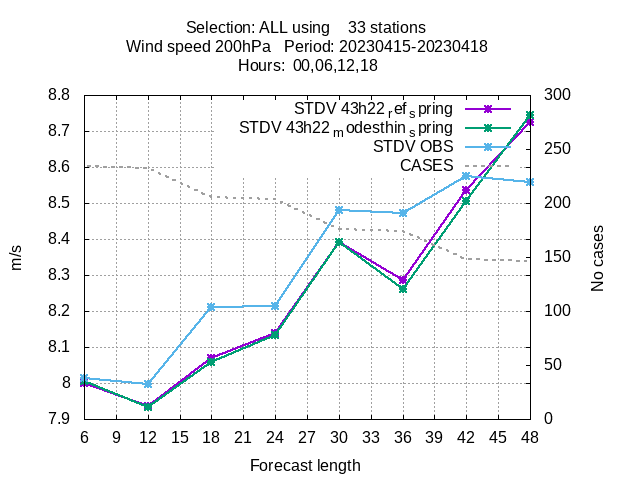 Selection: ALL using 33 stations
Wind speed 200hPa Period: 20230415-20230418
Hours: 00,06,12,18
STDV 43h22 ref spring
STDV 43h22 modesthin spring
STDV OBS
CASES
8.8
8.7
8.6
8.5
8.4
8.3
8.2
8.1
8
7.9
m/s
300
250
200
150
100
50
0
No cases
6 9 12 15 18 21 24 27 30 33 36 39 42 45 48
Forecast length